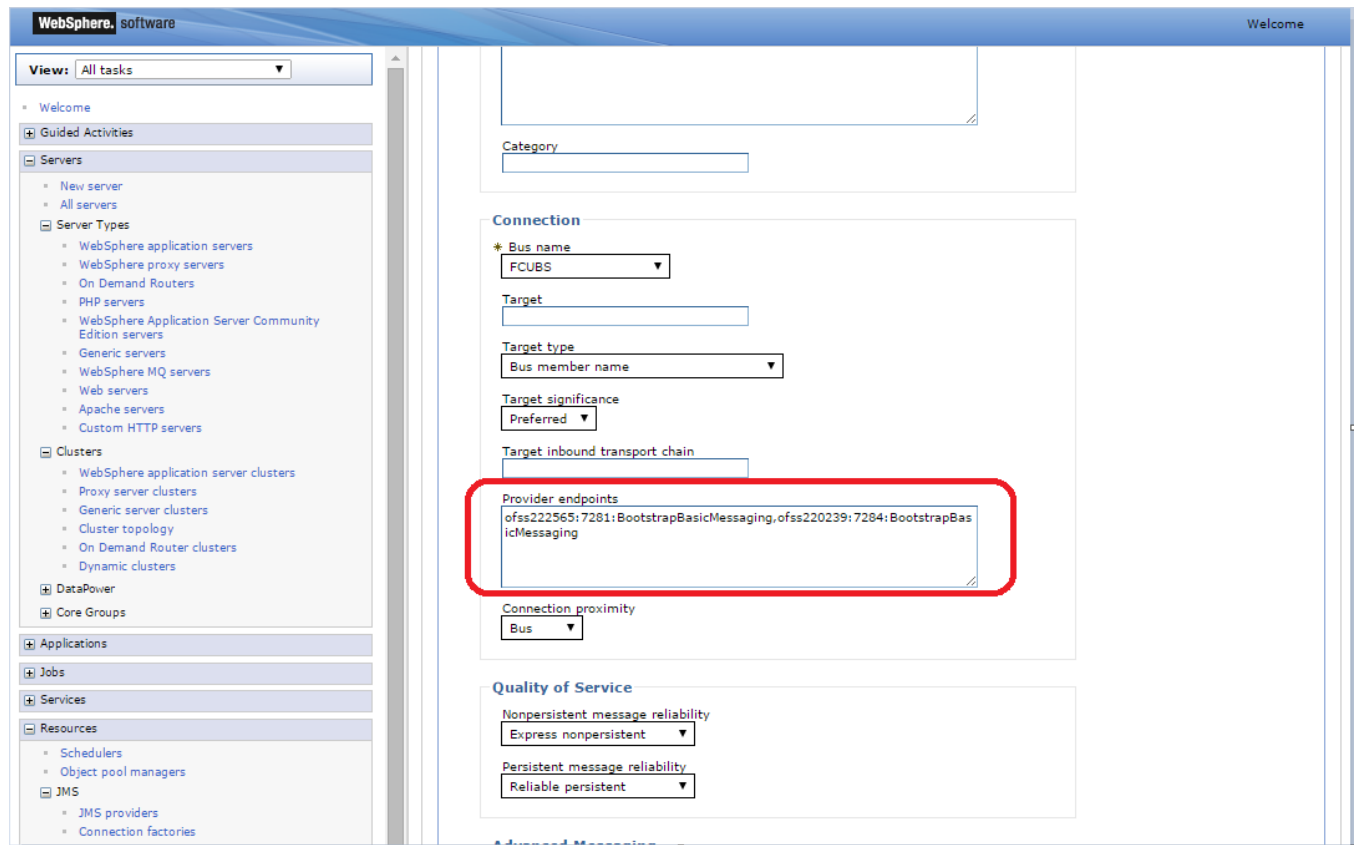 WebSphere. software
Welcome
View: All tasks
Welcome
Guided Activities
Servers
New server
All servers
Server Types
WebSphere application servers
WebSphere proxy servers
On Demand Routers
PHP servers
WebSphere Application Server Community
Edition servers
Generic servers
WebSphere MQ servers
Web servers
Apache servers
Custom HTTP servers
Clusters
WebSphere application server clusters
Proxy server clusters
Generic server clusters
Cluster topology
On Demand Router clusters
Dynamic clusters
DataPower
Core Groups
Applications
Jobs
Services
Resources
Schedulers
Object pool managers
JMS
JMS providers
Connection factories
Category
Connection
* Bus name
FCUBS
Target
Target type
Bus member name
Target significance
Preferred
Target inbound transport chain
Provider endpoints
ofss222565:7281:BootstrapBasicMessaging,ofss220239:7284:BootstrapBas
icMessaging
Connection proximity
Bus
Quality of Service
Nonpersistent message reliability
Express nonpersistent
Persistent message reliability
Reliable persistent
Advanced Messaging